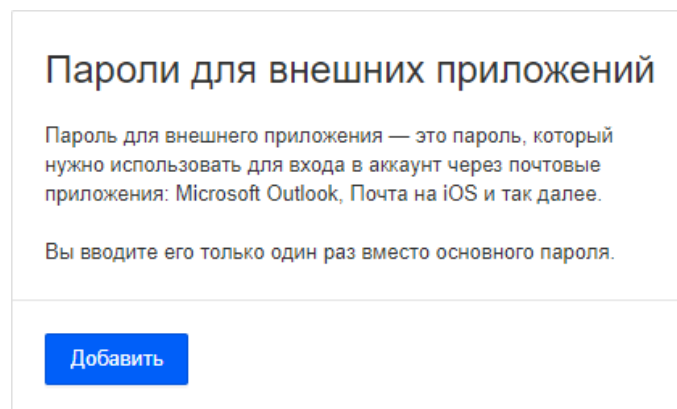 Пароли для внешних приложений
Пароль для внешнего приложения — это пароль, который
нужно использовать для входа в аккаунт через почтовые
приложения: Microsoft Outlook, Почта на iOS и так далее.
Вы вводите его только один раз вместо основного пароля.
Добавить